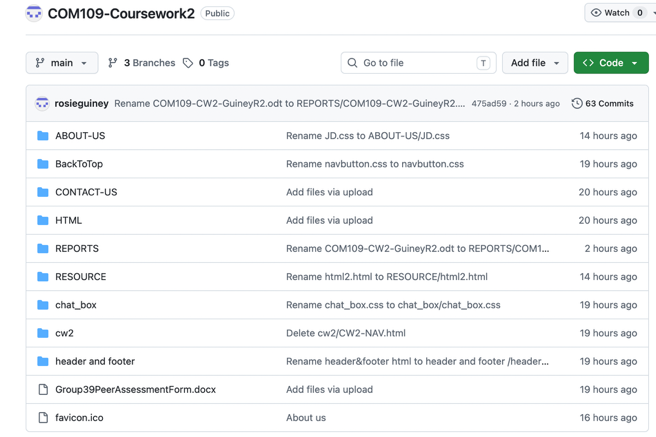 COM109-Coursework2 Public Watch 0
main 3 Branches 0 Tags Go to file T Add file Code
rosieguiney Rename COM109-CW2-GuineyR2.odt to REPORTS/COM109-CW2-GuineyR2.... 475ad59 · 2 hours ago 63 Commits
ABOUT-US Rename JD.css to ABOUT-US/JD.css 14 hours ago
BackToTop Rename navbutton.css to navbutton.css 19 hours ago
CONTACT-US Add files via upload 20 hours ago
HTML Add files via upload 20 hours ago
REPORTS Rename COM109-CW2-GuineyR2.odt to REPORTS/COM1... 2 hours ago
RESOURCE Rename html2.html to RESOURCE/html2.html 14 hours ago
chat_box Rename chat_box.css to chat_box/chat_box.css 19 hours ago
cw2 Delete cw2/CW2-NAV.html 19 hours ago
header and footer Rename header&footer html to header and footer /header... 19 hours ago
Group39PeerAssessmentForm.docx Add files via upload 19 hours ago
favicon.ico About us 16 hours ago